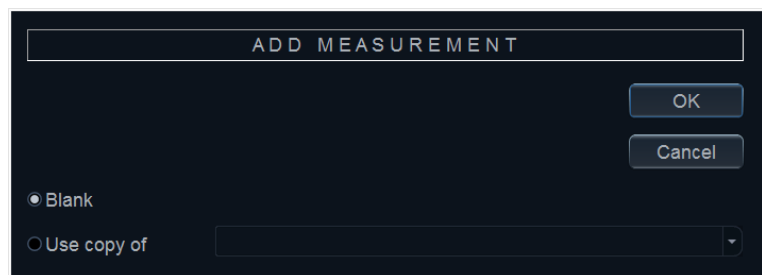 ADD MEASUREMENT
OK
Cancel
Blank
Use copy of